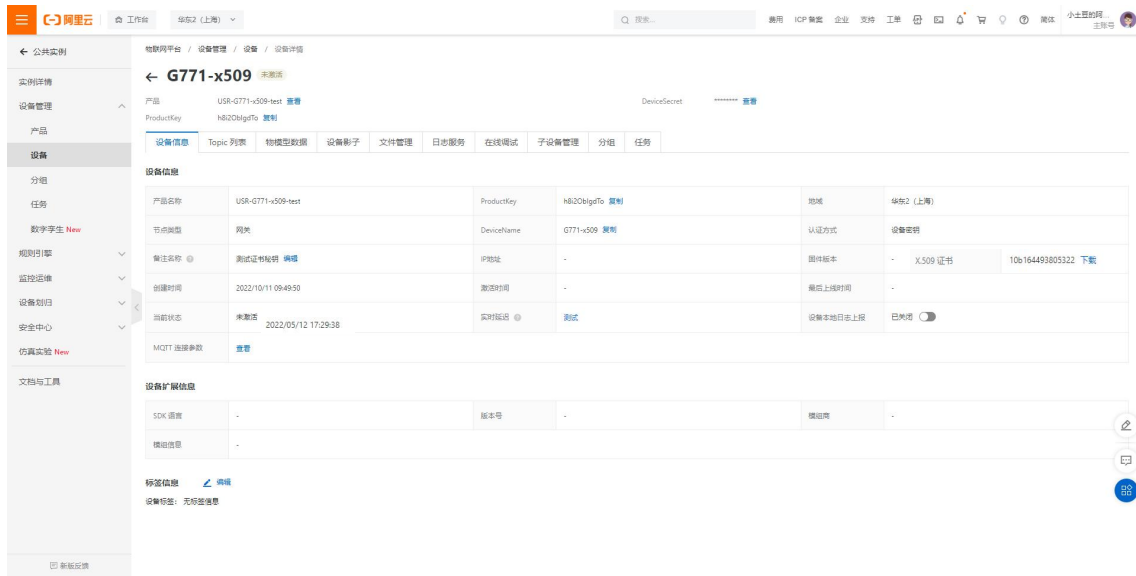 阿里云 工作台 华东2 (上海) 搜索... 费用 ICP 备案 企业 支持 工单 简体 小土豆的阿... 主账号
公共实例
物联网平台 / 设备管理 / 设备 / 设备详情
G771-x509 未激活
产品 USR-G771-x509-test 查看 DeviceSecret ******** 查看
ProductKey h8i2OblgdTo 复制
实例详情
设备管理
产品
设备
分组
任务
数字孪生 New
规则引擎
监控运维
设备划归
安全中心
仿真实验 New
文档与工具
新版反馈
设备信息 Topic 列表 物模型数据 设备影子 文件管理 日志服务 在线调试 子设备管理 分组 任务
设备信息
产品名称 USR-G771-x509-test ProductKey h8i2OblgdTo 复制 地域 华东2 (上海)
节点类型 网关 DeviceName G771-x509 复制 认证方式 设备密钥
备注名称 测试证书秘钥 编辑 IP地址 - 固件版本 - X.509 证书 10b164493805322 下载
创建时间 2022/10/11 09:49:50 激活时间 - 最后上线时间 -
当前状态 未激活 2022/05/12 17:29:38 实时延迟 测试 设备本地日志上报 已关闭
MQTT 连接参数 查看
设备扩展信息
SDK 语言 - 版本号 - 模组商 -
模组信息 -
标签信息 编辑
设备标签: 无标签信息